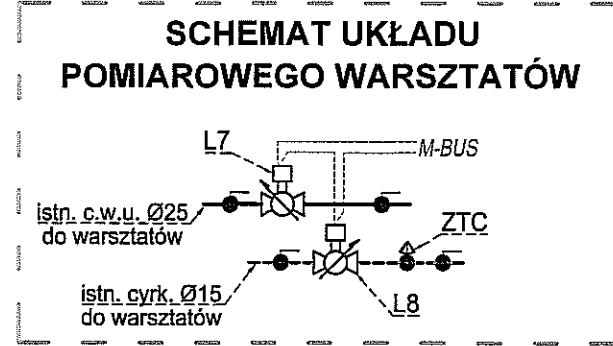 SCHEMAT UKŁADU
POMIAROWEGO WARSZTATÓW
L7
M-BUS
istn. c.w.u. Ø25
do warsztatów
ZTC
istn. cyrk. Ø15
do warsztatów
L8